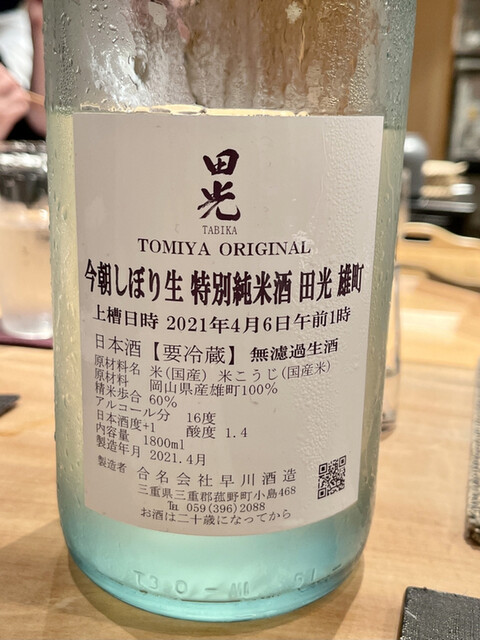 田光
TABIKA
TOMIYA ORIGINAL
今朝しぼり生 特別純米酒 田光 雄町
上槽日時 2021年4月6日午前1時
日本酒【要冷蔵】 無濾過生酒
原材料名 米(国産) 米こうじ(国産米)
原材料 岡山県産雄町100%
精米歩合 60%
アルコール分 16度
日本酒度+1 酸度 1.4
内容量 1800ml
製造年月 2021.4月
製造者 合名会社早川酒造
三重県三重郡菰野町小島468
℡ 059(396)2088
お酒は二十歳になってから